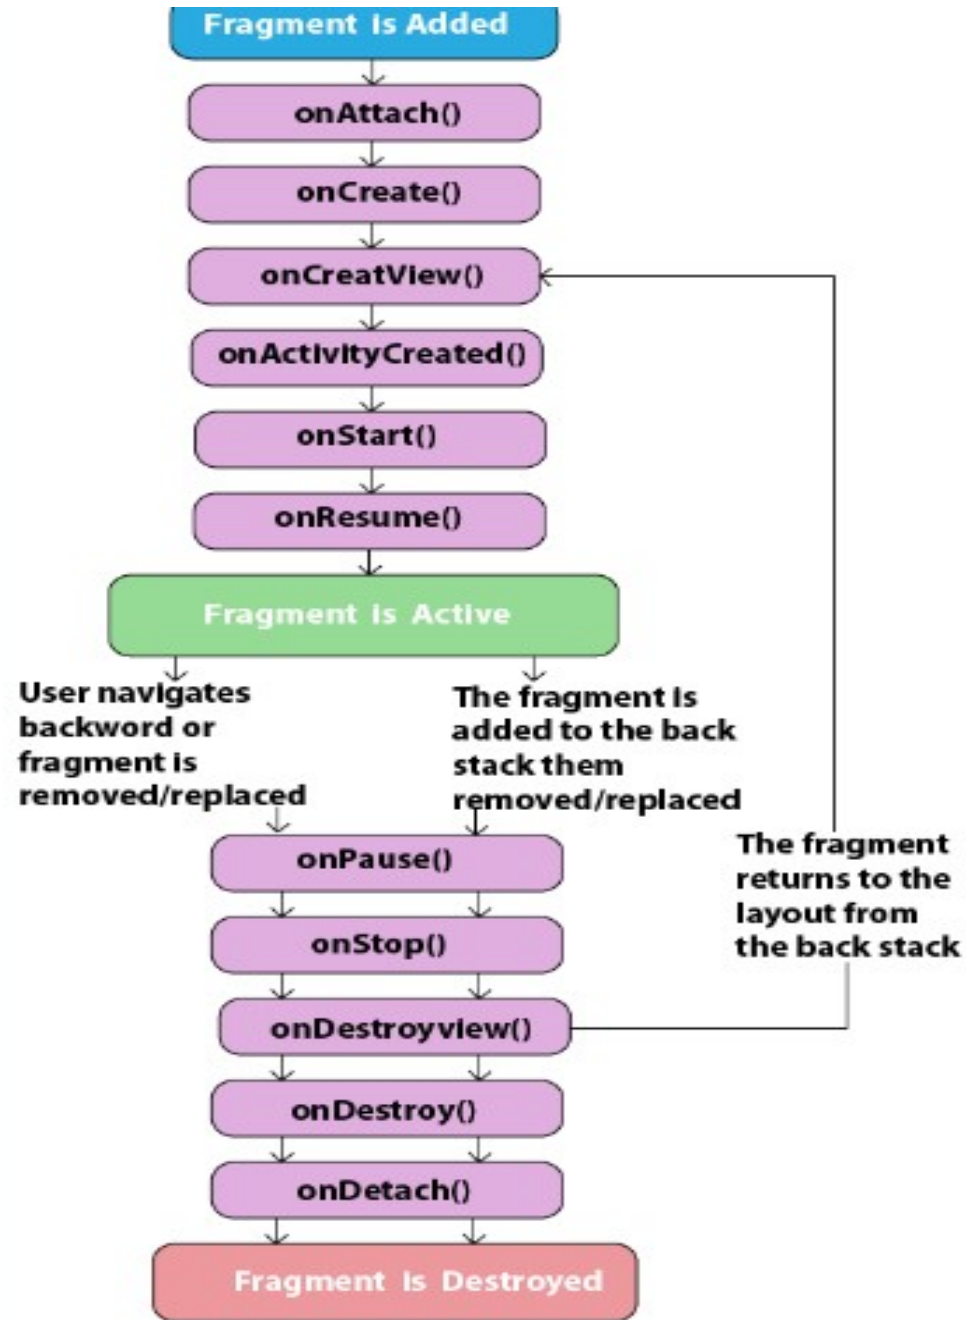 Fragment is Added
onAttach()
onCreate()
onCreatView()
onActivityCreated()
onStart()
onResume()
Fragment is Active
User navigates
backword or
fragment is
removed/replaced
The fragment is
added to the back
stack them
removed/replaced
onPause()
onStop()
onDestroyview()
onDestroy()
onDetach()
Fragment is Destroyed
The fragment
returns to the
layout from
the back stack